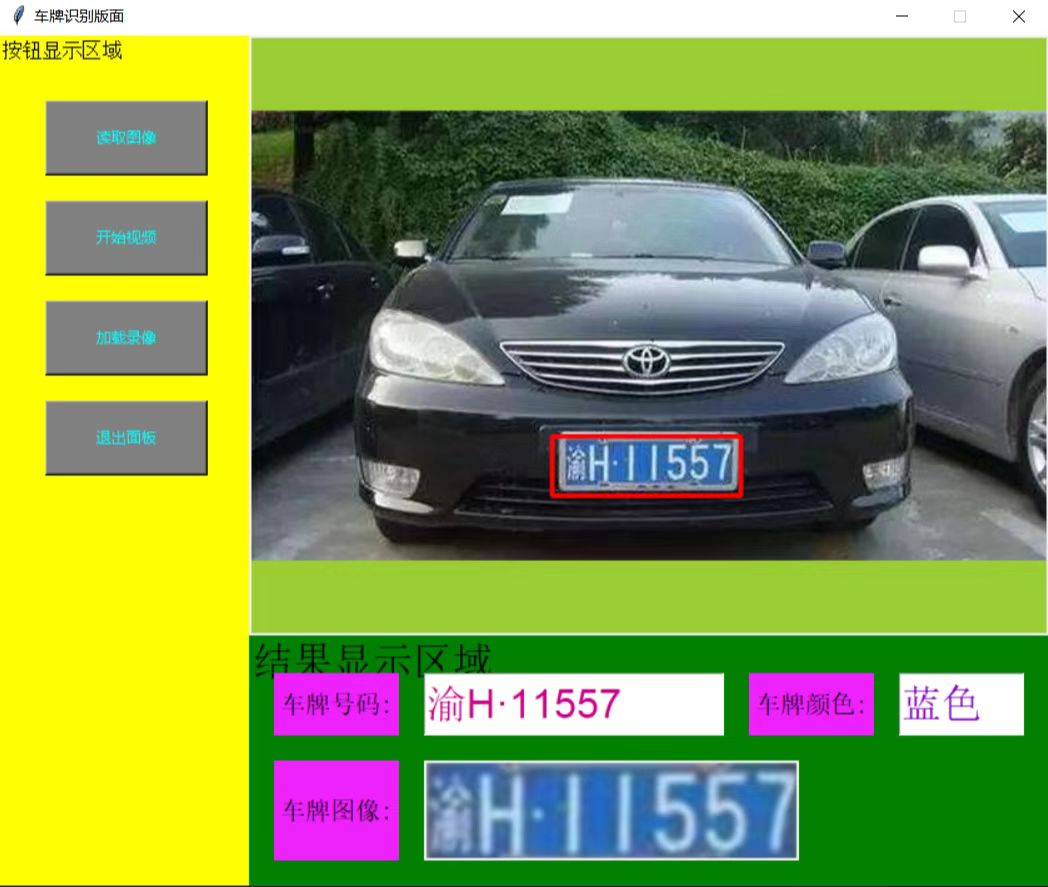 车牌识别版面
按钮显示区域
读取图像
开始视频
加载录像
退出面板
渝H·11557
结果显示区域
车牌号码:
渝H·11557
车牌颜色:
蓝色
车牌图像:
渝H·11557